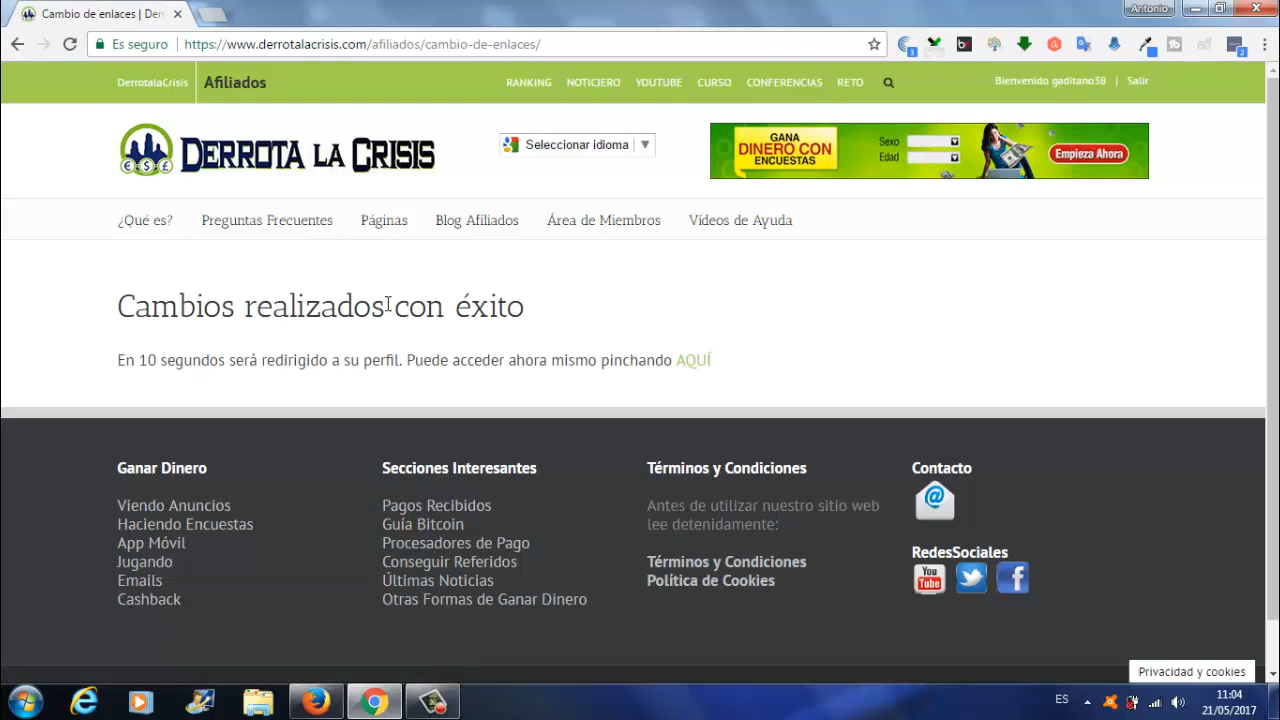 Cambio de enlaces | Den
Antonio
Es seguro
https://www.derrotalacrisis.com/afiliados/cambio-de-enlaces/
3
2
DerrotalaCrisis
Afiliados
RANKING NOTICIERO YOUTUBE CURSO CONFERENCIAS RETO
Bienvenido gaditano38 | Salir
€ $ £
DERROTA LA CRISIS
Seleccionar idioma
GANA
DINERO CON
ENCUESTAS
Sexo
Edad
Empieza Ahora
¿Qué es? Preguntas Frecuentes Páginas Blog Afiliados Área de Miembros Vídeos de Ayuda
Cambios realizados con éxito
En 10 segundos será redirigido a su perfil. Puede acceder ahora mismo pinchando AQUÍ
Ganar Dinero
Viendo Anuncios
Haciendo Encuestas
App Móvil
Jugando
Emails
Cashback
Secciones Interesantes
Pagos Recibidos
Guía Bitcoin
Procesadores de Pago
Conseguir Referidos
Últimas Noticias
Otras Formas de Ganar Dinero
Términos y Condiciones
Antes de utilizar nuestro sitio web
lee detenidamente:
Términos y Condiciones
Política de Cookies
Contacto
@
RedesSociales
You
Tube
f
Privacidad y cookies
ES
11:04
21/05/2017